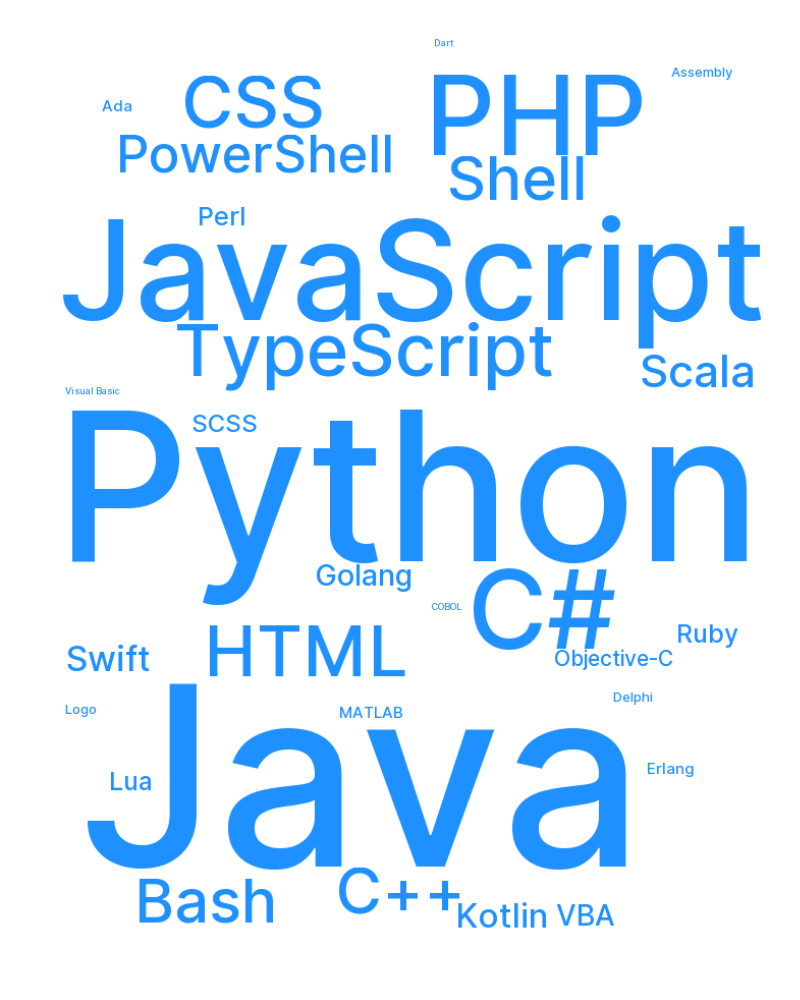 Dart
Assembly
CSS
PHP
Ada
PowerShell
Shell
Perl
JavaScript
TypeScript
Scala
Visual Basic
SCSS
Python
Golang
C#
COBOL
Ruby
HTML
Swift
Objective-C
Delphi
Logo
MATLAB
Java
Erlang
Lua
C++
Bash
Kotlin
VBA